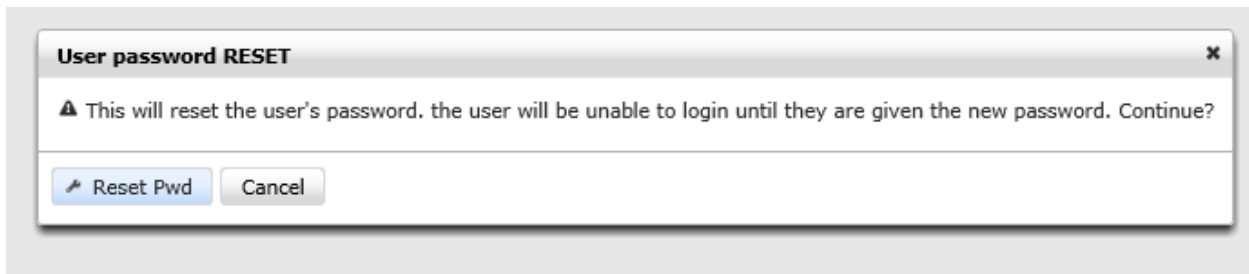 User password RESET
This will reset the user's password. the user will be unable to login until they are given the new password. Continue?
Reset Pwd
Cancel